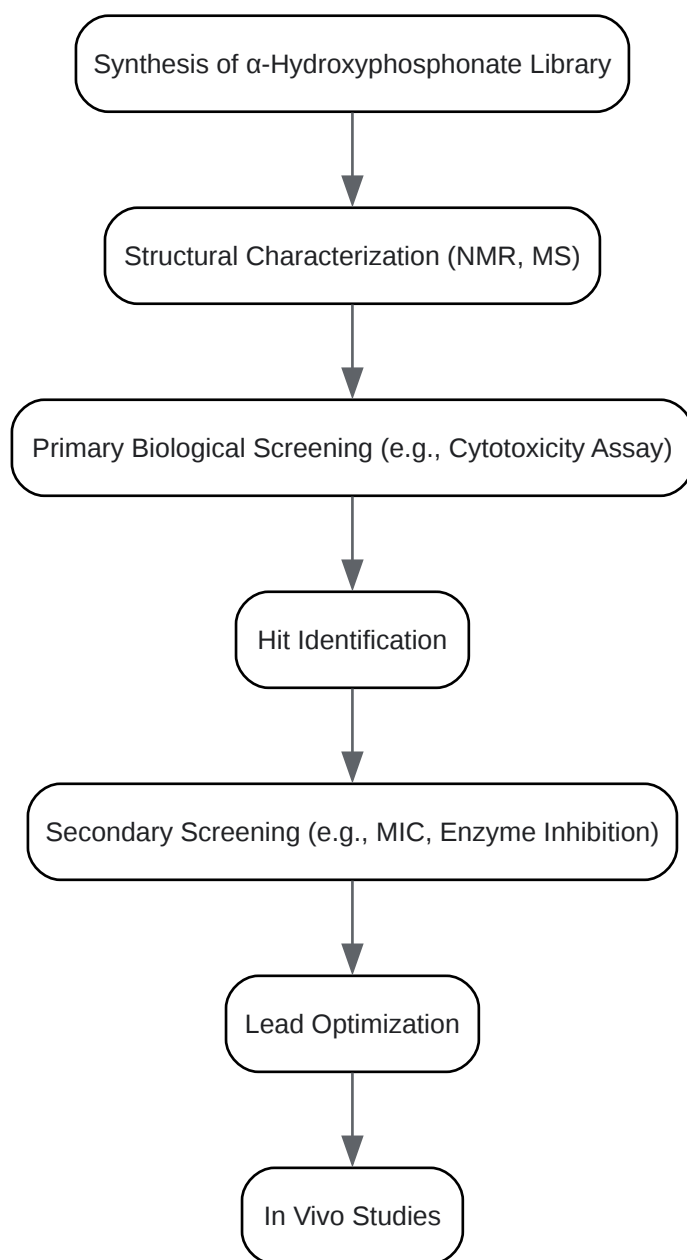 Synthesis of α-Hydroxyphosphonate Library
Structural Characterization (NMR, MS)
Primary Biological Screening (e.g., Cytotoxicity Assay)
Hit Identification
Secondary Screening (e.g., MIC, Enzyme Inhibition)
Lead Optimization
In Vivo Studies